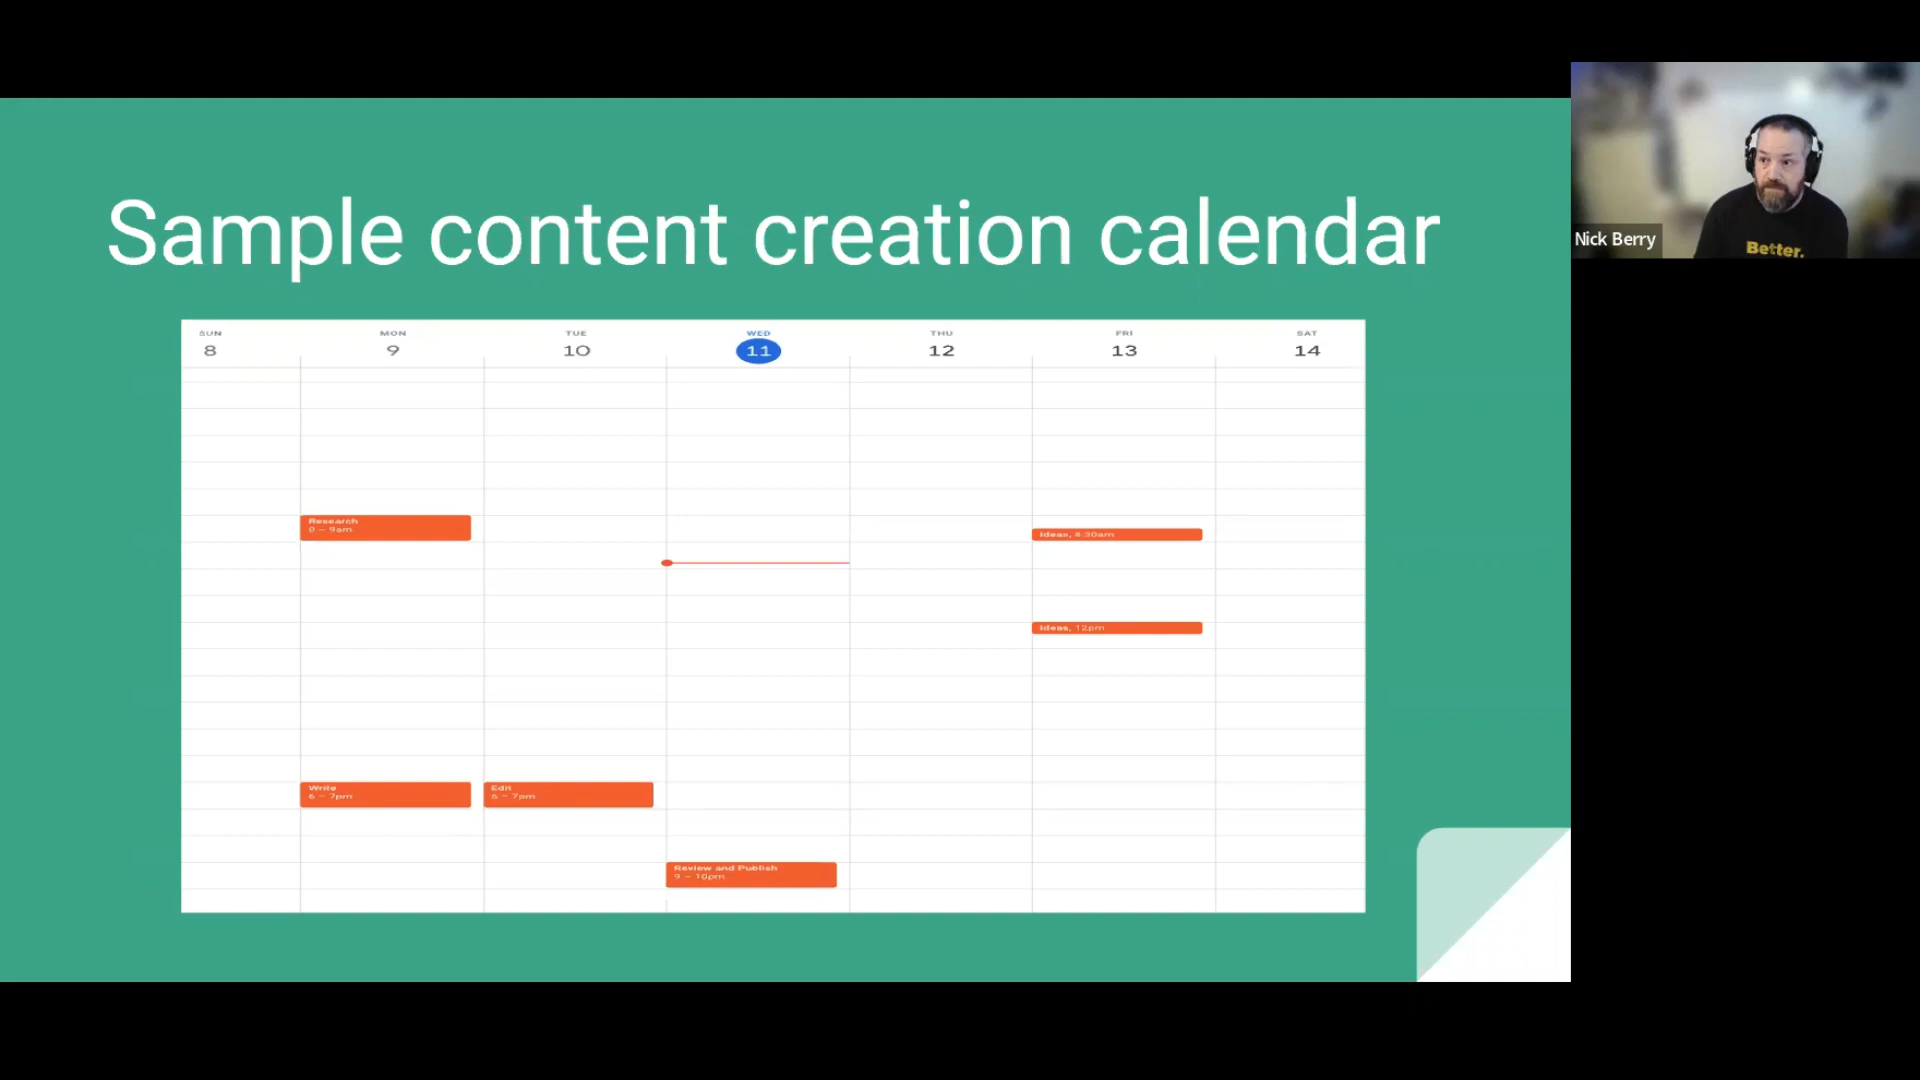 Sample content creation calendar
SUN MON TUE WED THU FRI SAT
8 9 10 11 12 13 14
Research
– 9am
Ideas, 8:30am
Ideas, 12pm
Write
6 – 7pm
Edit
6 – 7pm
Review and Publish
9 – 10pm
Nick Berry
Better.